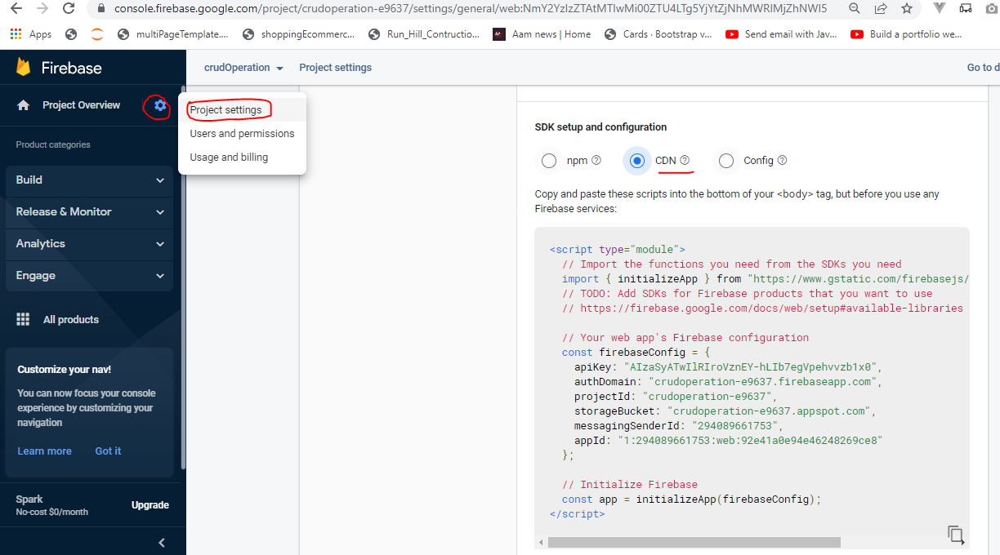 console.firebase.google.com/project/crudoperation-e9637/settings/general/web:NmY2YzIzZTAtMTIwMi00ZTU4LTg5YjYtZjNhMWRlMjZhNWI5
Apps multiPageTemplate.... shoppingEcommerc... Run_Hill_Contructio... Aam news | Home Cards · Bootstrap v... Send email with Jav... Build a portfolio we...
Firebase
crudOperation Project settings Go to d
Project Overview
Project settings
Users and permissions
Usage and billing
Product categories
Build
Release & Monitor
Analytics
Engage
All products
Customize your nav!
You can now focus your console
experience by customizing your
navigation
Learn more Got it
Spark
No-cost $0/month
Upgrade
SDK setup and configuration
npm CDN Config
Copy and paste these scripts into the bottom of your <body> tag, but before you use any
Firebase services:
<script type="module">
// Import the functions you need from the SDKs you need
import { initializeApp } from "https://www.gstatic.com/firebasejs/
// TODO: Add SDKs for Firebase products that you want to use
// https://firebase.google.com/docs/web/setup#available-libraries
// Your web app's Firebase configuration
const firebaseConfig = {
apiKey: "AIzaSyATwIlRIroVznEY-hLIb7egVpehvvzb1x0",
authDomain: "crudoperation-e9637.firebaseapp.com",
projectId: "crudoperation-e9637",
storageBucket: "crudoperation-e9637.appspot.com",
messagingSenderId: "294089661753",
appId: "1:294089661753:web:92e41a0e94e46248269ce8"
};
// Initialize Firebase
const app = initializeApp(firebaseConfig);
</script>